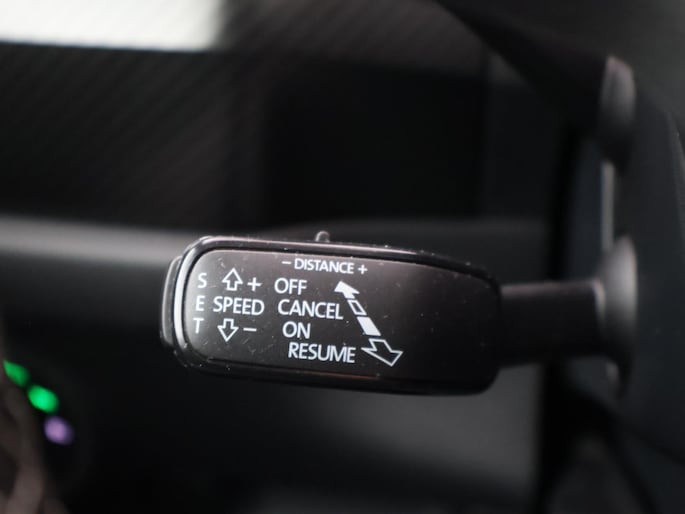 - DISTANCE +
S + OFF
E SPEED CANCEL
T - ON
RESUME